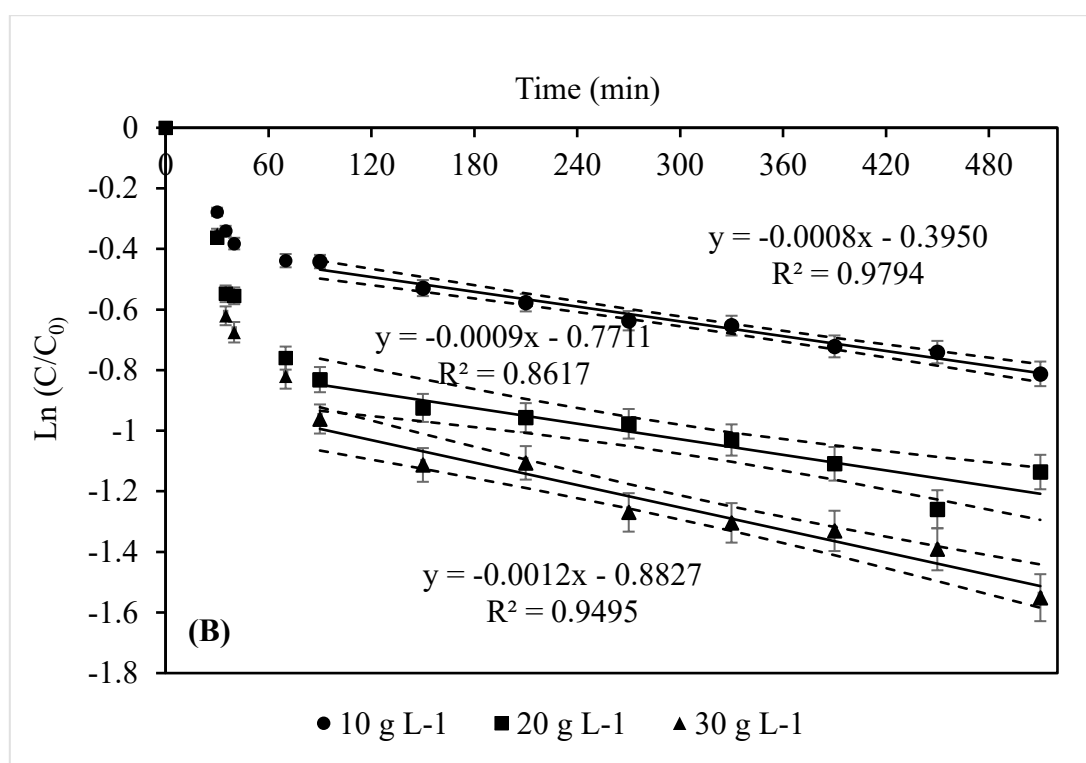 Time (min)
0
0 60 120 180 240 300 360 420 480
-0.2
-0.4
-0.6
-0.8
-1
-1.2
-1.4
-1.6
-1.8
Ln (C/C0)
y = -0.0008x - 0.3950
R² = 0.9794
y = -0.0009x - 0.7711
R² = 0.8617
y = -0.0012x - 0.8827
R² = 0.9495
(B)
10 g L-1 20 g L-1 30 g L-1